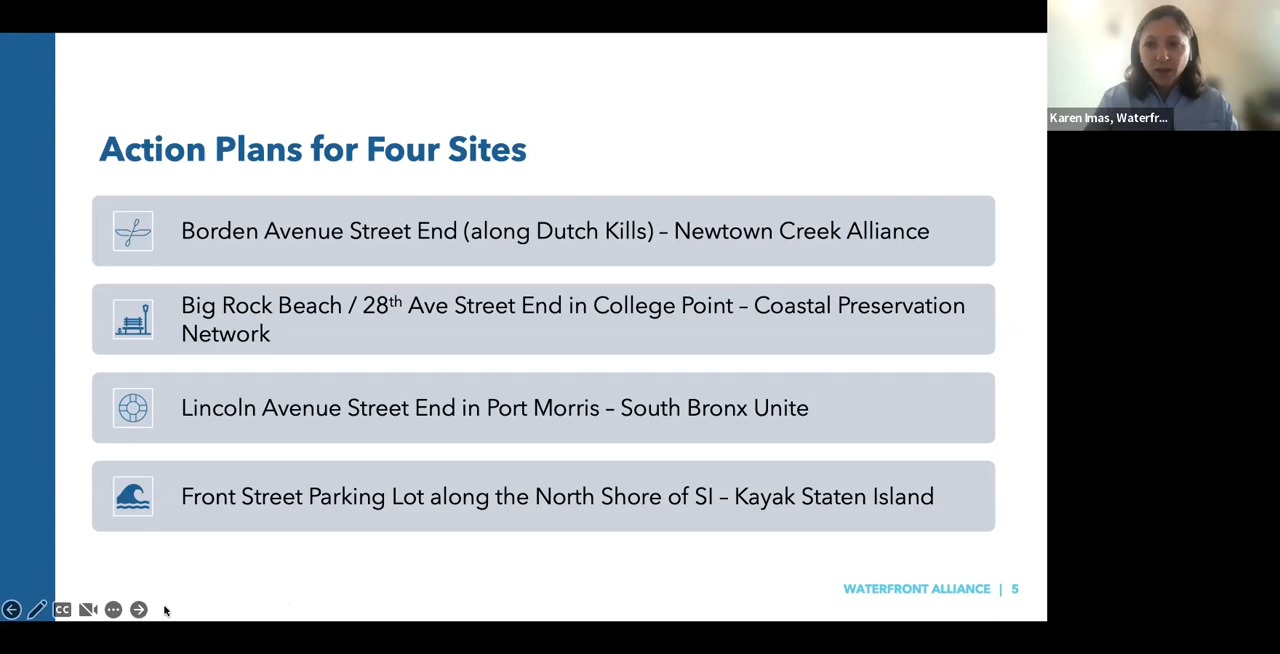 Karen Imas, Waterfr...
Action Plans for Four Sites
Borden Avenue Street End (along Dutch Kills) – Newtown Creek Alliance
Big Rock Beach / 28th Ave Street End in College Point – Coastal Preservation
Network
Lincoln Avenue Street End in Port Morris – South Bronx Unite
Front Street Parking Lot along the North Shore of SI – Kayak Staten Island
WATERFRONT ALLIANCE | 5
CC